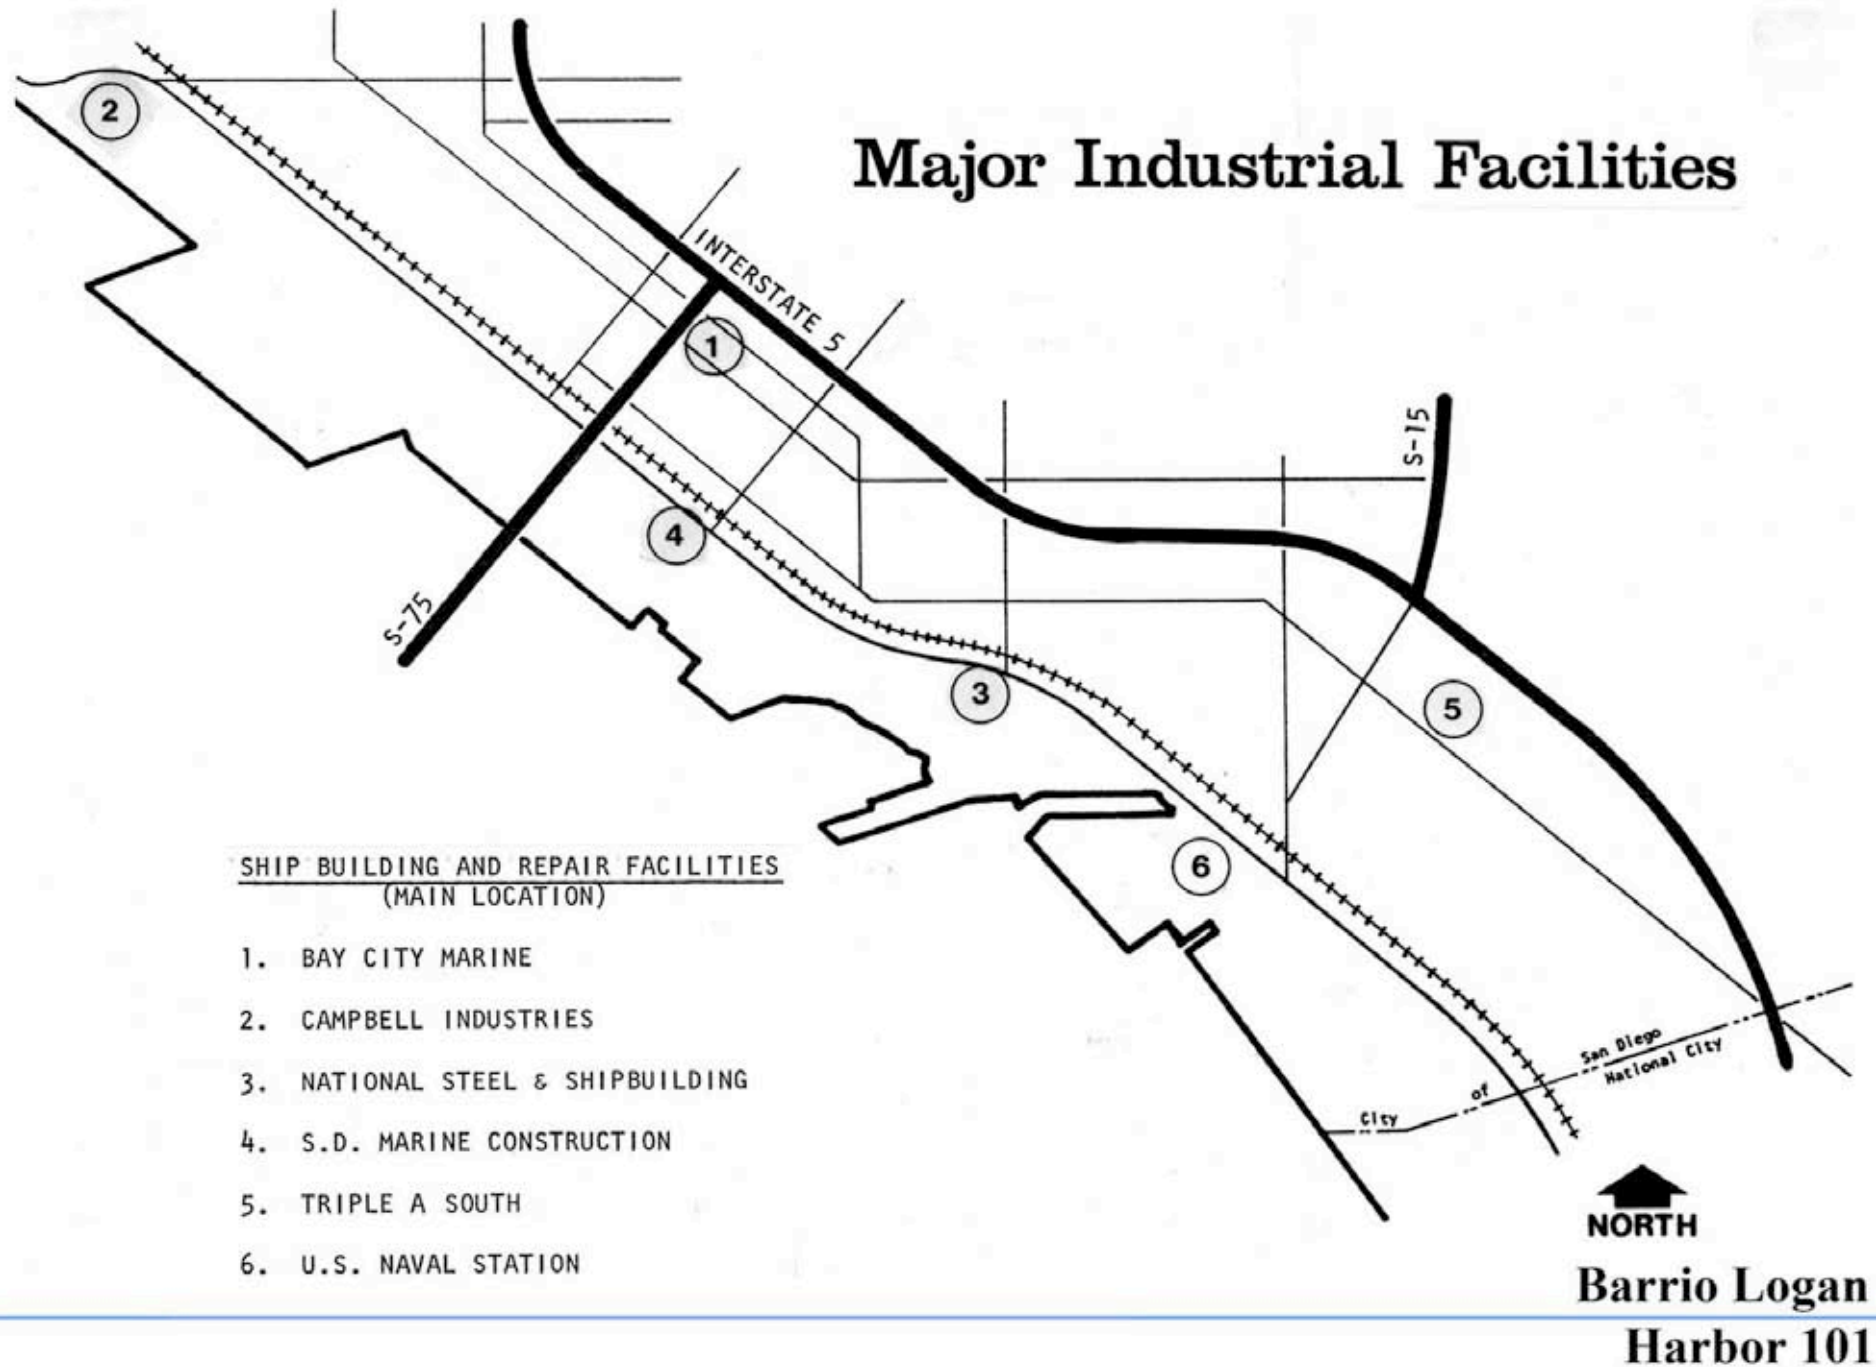 2
Major Industrial Facilities
INTERSTATE 5
1
S-15
4
S-75
3
5
6
SHIP BUILDING AND REPAIR FACILITIES
(MAIN LOCATION)
1. BAY CITY MARINE
2. CAMPBELL INDUSTRIES
3. NATIONAL STEEL & SHIPBUILDING
4. S.D. MARINE CONSTRUCTION
5. TRIPLE A SOUTH
6. U.S. NAVAL STATION
San Diego
City of
National City
NORTH
Barrio Logan
Harbor 101